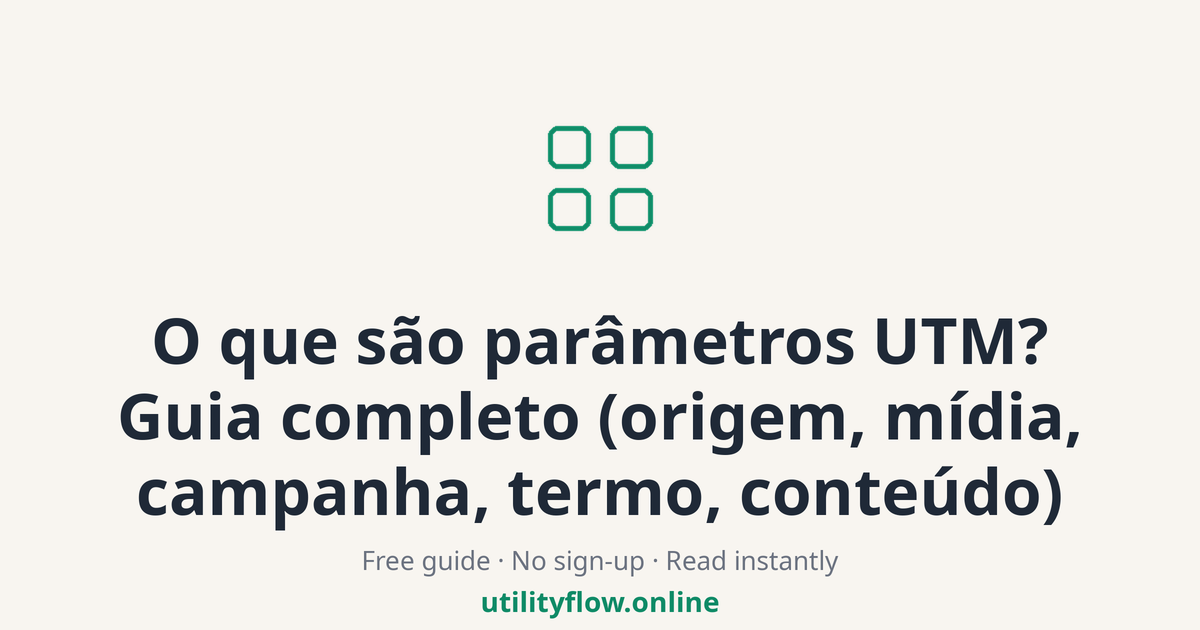 O que são parâmetros UTM?
Guia completo (origem, mídia,
campanha, termo, conteúdo)
Free guide · No sign-up · Read instantly
utilityflow.online